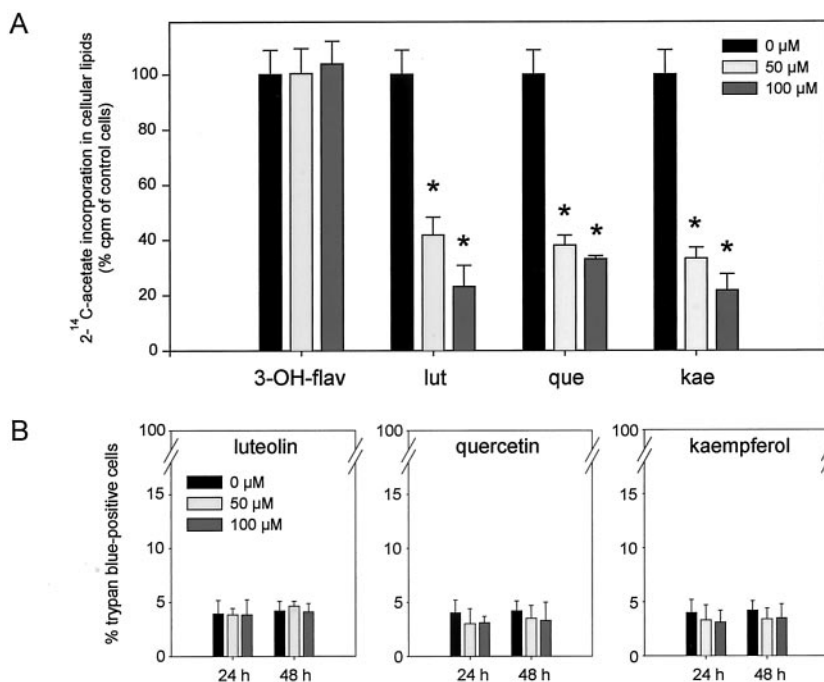 A
2-¹⁴C-acetate incorporation in cellular lipids
(% cpm of control cells)
100
80
60
40
20
0
0 µM
50 µM
100 µM
*
*
*
*
*
*
3-OH-flav lut que kae
B
% trypan blue-positive cells
luteolin
100
15
10
5
0
0 µM
50 µM
100 µM
24 h 48 h
quercetin
100
15
10
5
0
24 h 48 h
kaempferol
100
15
10
5
0
24 h 48 h